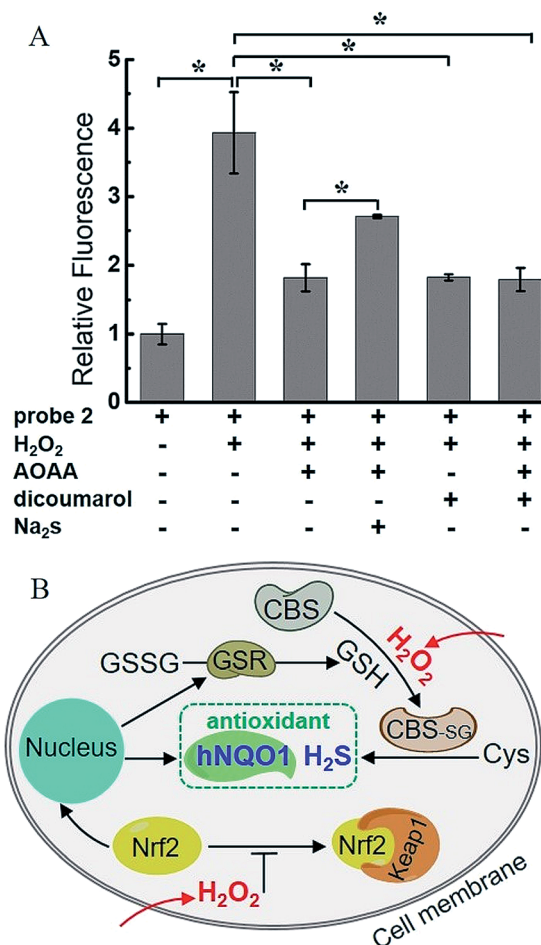 A
* * * *
*
Relative Fluorescence
5
4
3
2
1
0
probe 2 + + + + + +
H₂O₂ - + + + + +
AOAA - - + + - +
dicoumarol - - - - + +
Na₂s - - - + - -
B
CBS
H₂O₂
GSSG GSR GSH
CBS-SG
antioxidant
Nucleus hNQO1 H₂S Cys
Nrf2 Nrf2 Keap1
H₂O₂
Cell membrane